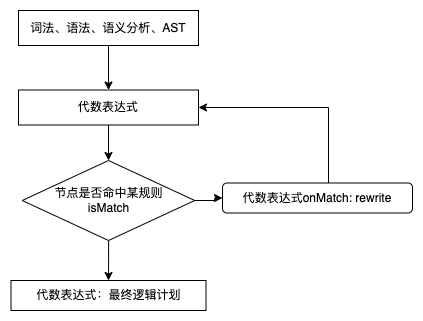 词法、语法、语义分析、AST
代数表达式
节点是否命中某规则
isMatch
代数表达式onMatch: rewrite
代数表达式：最终逻辑计划